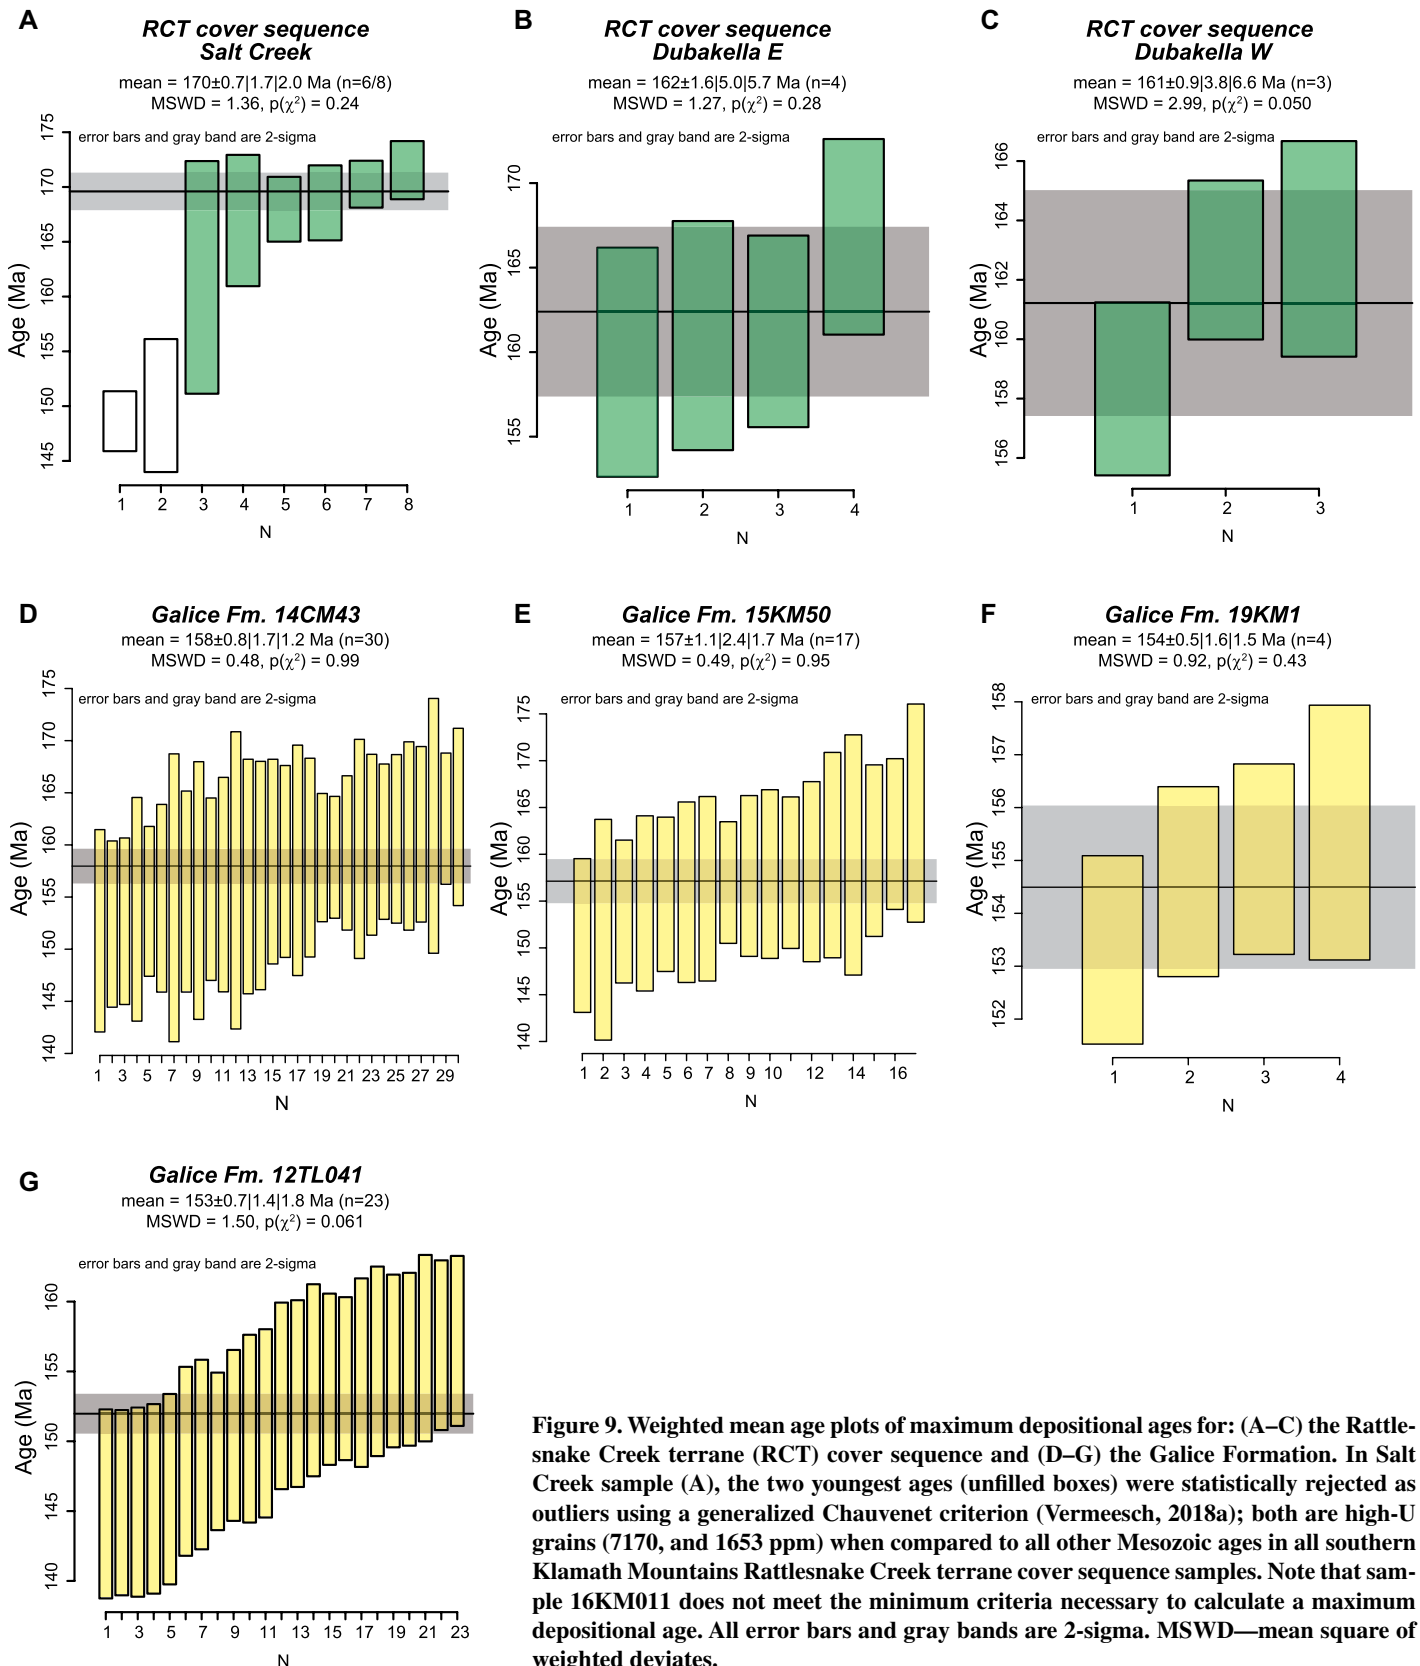 A
RCT cover sequence
Salt Creek
mean = 170±0.7|1.7|2.0 Ma (n=6/8)
MSWD = 1.36, p(χ²) = 0.24
error bars and gray band are 2-sigma
Age (Ma)
175
170
165
160
155
150
145
1 2 3 4 5 6 7 8
N
B
RCT cover sequence
Dubakella E
mean = 162±1.6|5.0|5.7 Ma (n=4)
MSWD = 1.27, p(χ²) = 0.28
error bars and gray band are 2-sigma
Age (Ma)
170
165
160
155
1 2 3 4
N
C
RCT cover sequence
Dubakella W
mean = 161±0.9|3.8|6.6 Ma (n=3)
MSWD = 2.99, p(χ²) = 0.050
error bars and gray band are 2-sigma
Age (Ma)
166
164
162
160
158
156
1 2 3
N
D
Galice Fm. 14CM43
mean = 158±0.8|1.7|1.2 Ma (n=30)
MSWD = 0.48, p(χ²) = 0.99
error bars and gray band are 2-sigma
Age (Ma)
175
170
165
160
155
150
145
140
1 3 5 7 9 11 13 15 17 19 21 23 25 27 29
N
E
Galice Fm. 15KM50
mean = 157±1.1|2.4|1.7 Ma (n=17)
MSWD = 0.49, p(χ²) = 0.95
error bars and gray band are 2-sigma
Age (Ma)
175
170
165
160
155
150
145
140
1 2 3 4 5 6 7 8 9 10 12 14 16
N
F
Galice Fm. 19KM1
mean = 154±0.5|1.6|1.5 Ma (n=4)
MSWD = 0.92, p(χ²) = 0.43
error bars and gray band are 2-sigma
Age (Ma)
158
157
156
155
154
153
152
1 2 3 4
N
G
Galice Fm. 12TL041
mean = 153±0.7|1.4|1.8 Ma (n=23)
MSWD = 1.50, p(χ²) = 0.061
error bars and gray band are 2-sigma
Age (Ma)
160
155
150
145
140
1 3 5 7 9 11 13 15 17 19 21 23
N
Figure 9. Weighted mean age plots of maximum depositional ages for: (A–C) the Rattle-
snake Creek terrane (RCT) cover sequence and (D–G) the Galice Formation. In Salt
Creek sample (A), the two youngest ages (unfilled boxes) were statistically rejected as
outliers using a generalized Chauvenet criterion (Vermeesch, 2018a); both are high-U
grains (7170, and 1653 ppm) when compared to all other Mesozoic ages in all southern
Klamath Mountains Rattlesnake Creek terrane cover sequence samples. Note that sam-
ple 16KM011 does not meet the minimum criteria necessary to calculate a maximum
depositional age. All error bars and gray bands are 2-sigma. MSWD—mean square of
weighted deviates.